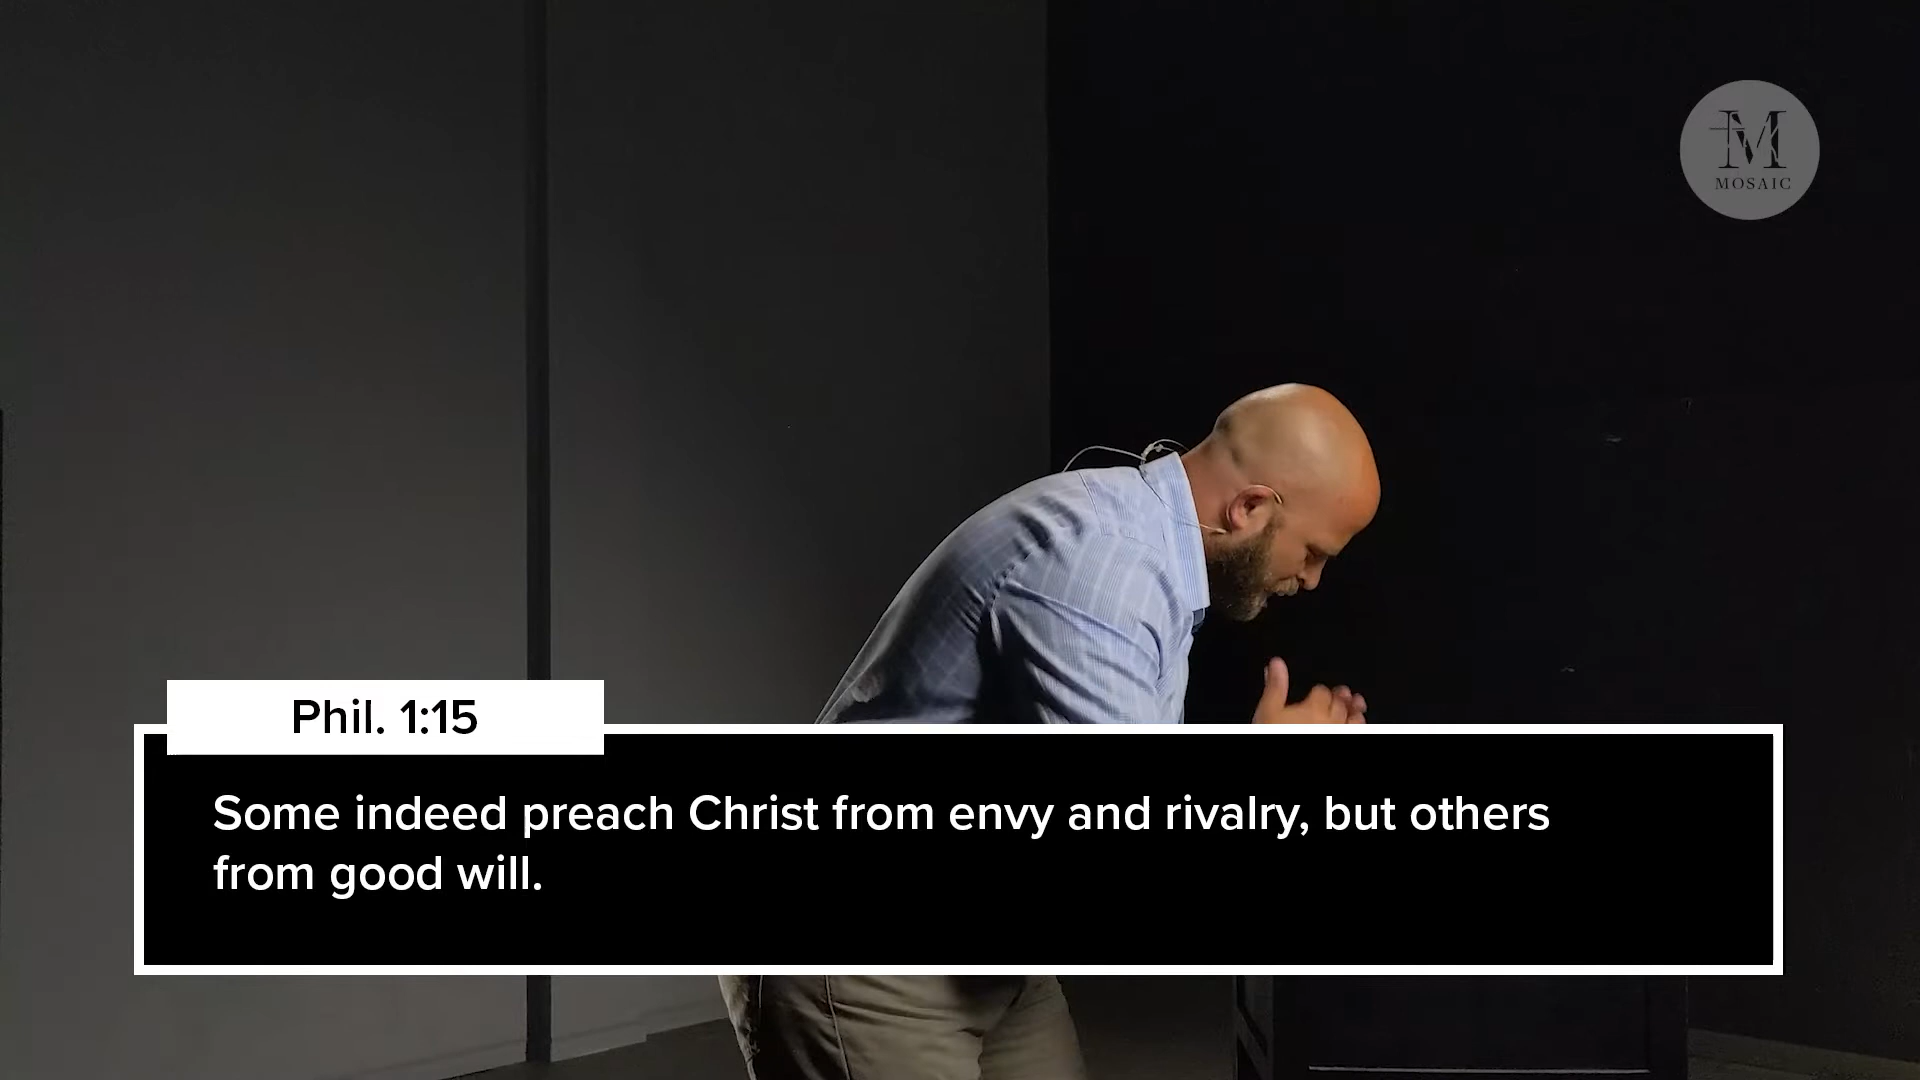 M
MOSAIC
Phil. 1:15
Some indeed preach Christ from envy and rivalry, but others
from good will.